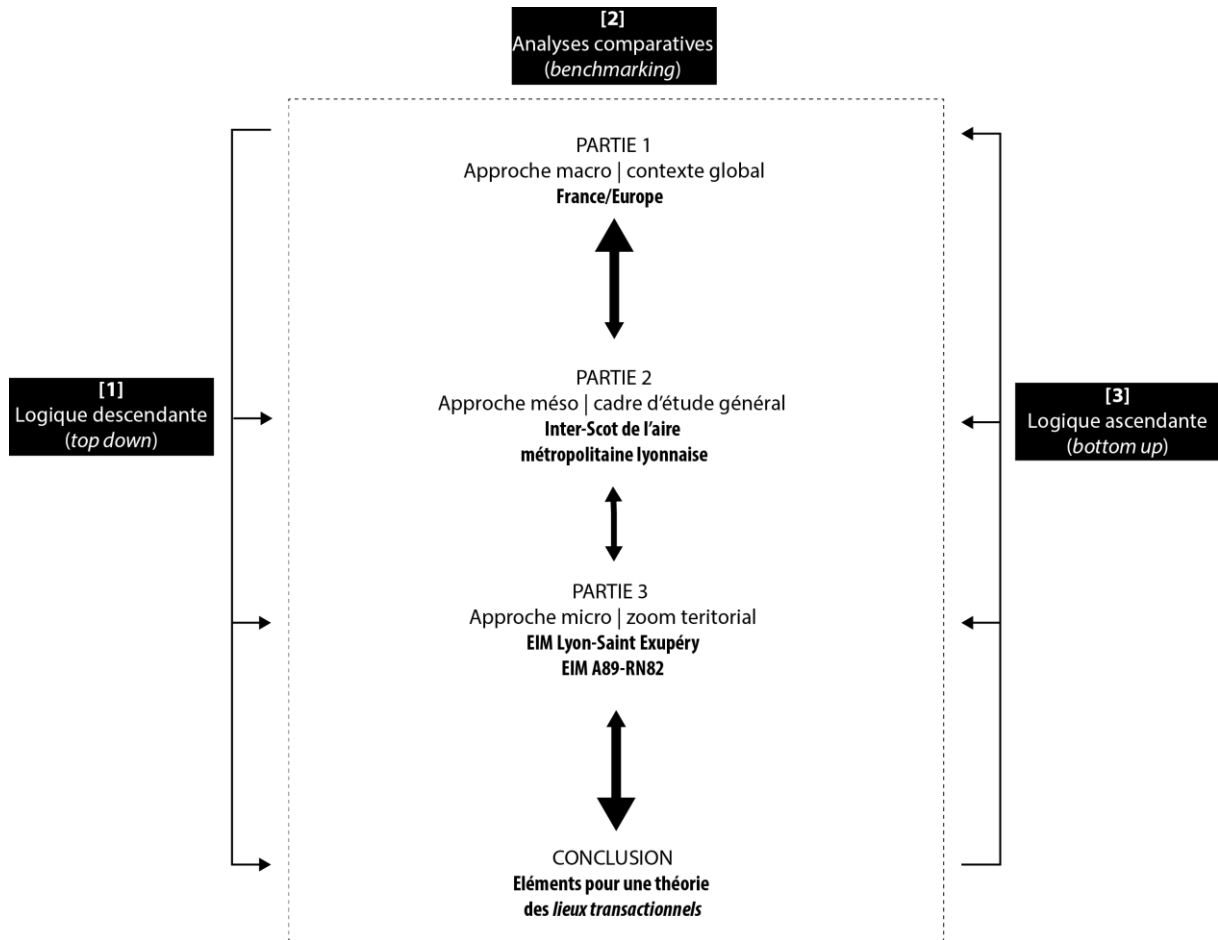 [2]
Analyses comparatives
(benchmarking)
PARTIE 1
Approche macro | contexte global
France/Europe
[1]
Logique descendante
(top down)
PARTIE 2
Approche méso | cadre d’étude général
Inter-Scot de l’aire
métropolitaine lyonnaise
[3]
Logique ascendante
(bottom up)
PARTIE 3
Approche micro | zoom teritorial
EIM Lyon-Saint Exupéry
EIM A89-RN82
CONCLUSION
Eléments pour une théorie
des lieux transactionnels